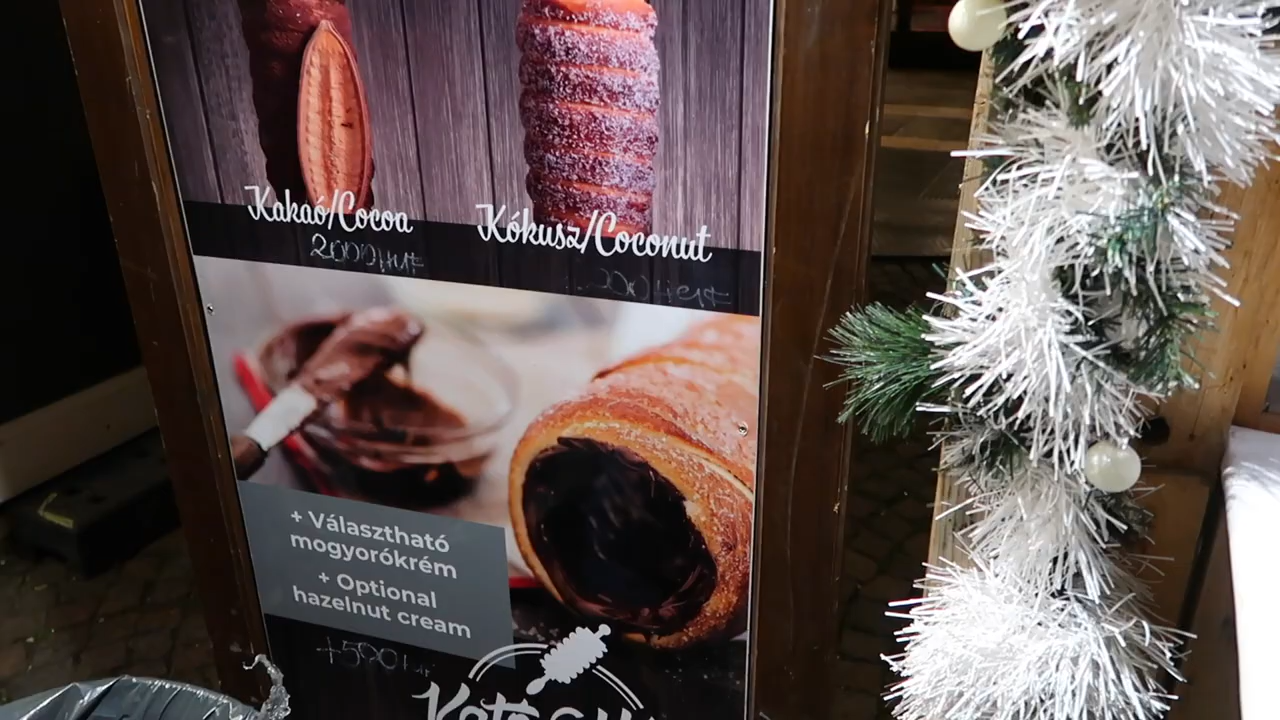 Kakaó/Cocoa
2000 HUF
Kókusz/Coconut
+ Választható
mogyorókrém
+ Optional
hazelnut cream